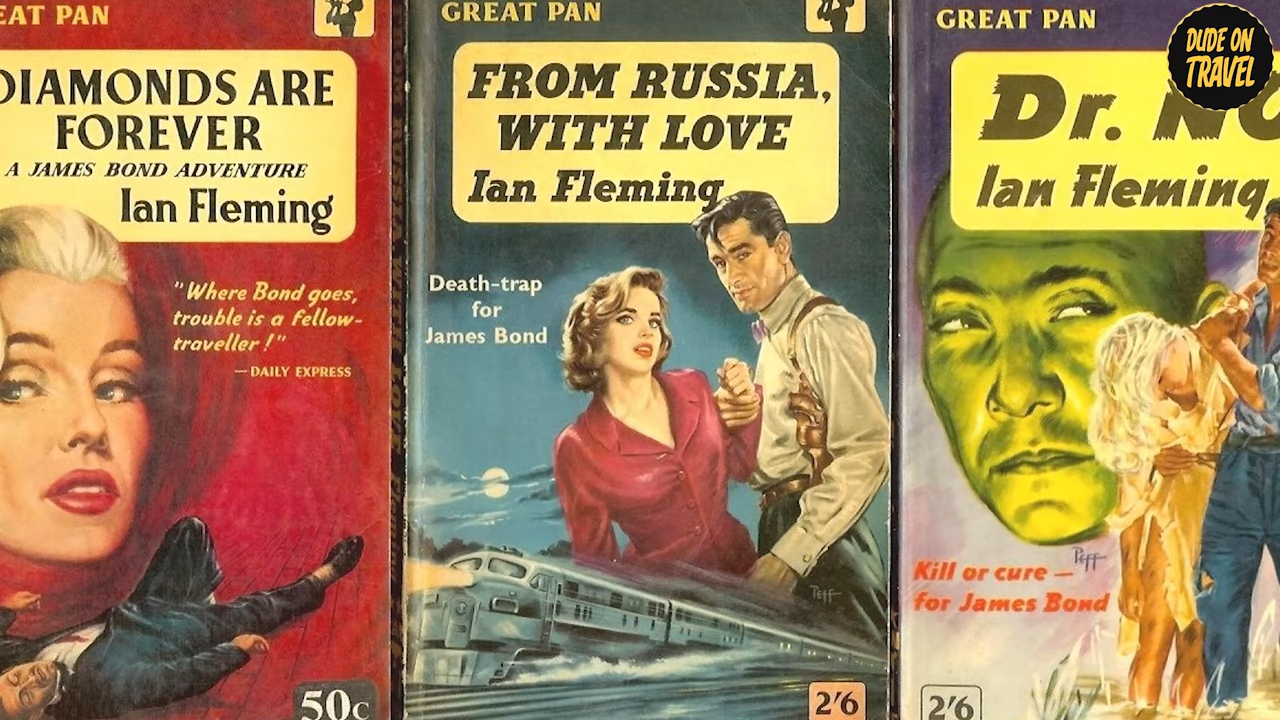 EAT PAN
DIAMONDS ARE
FOREVER
A JAMES BOND ADVENTURE
Ian Fleming
"Where Bond goes,
trouble is a fellow-
traveller!"
— DAILY EXPRESS
50c
GREAT PAN
FROM RUSSIA,
WITH LOVE
Ian Fleming
Death-trap
for
James Bond
Peff
2'6
GREAT PAN
Dr. No
Ian Fleming
Peff
Kill or cure —
for James Bond
2'6
DUDE ON
TRAVEL